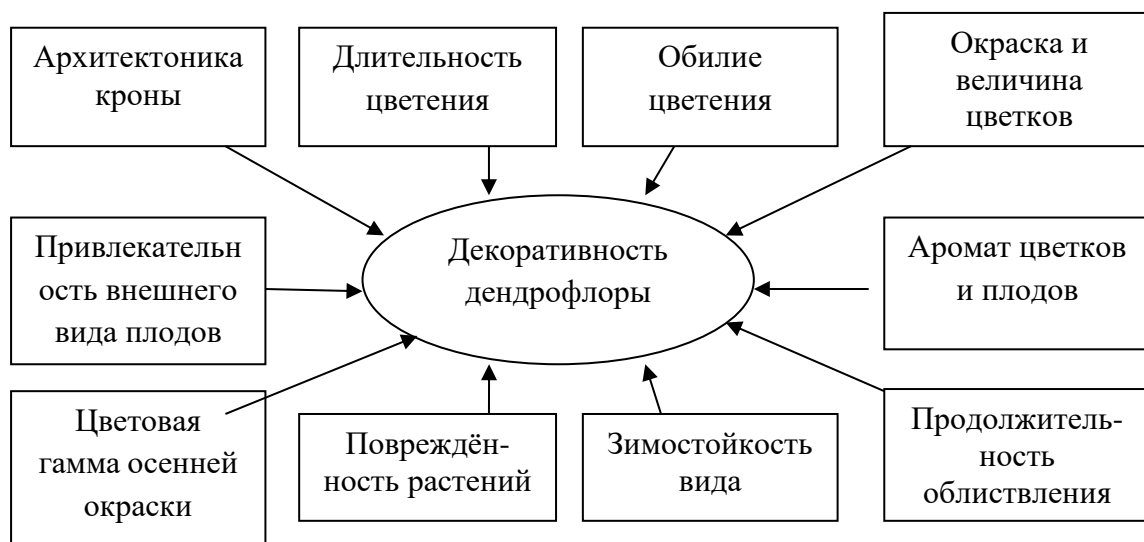 Архитектоника
кроны
Длительность
цветения
Обилие
цветения
Окраска и
величина
цветков
Привлекательн
ость внешнего
вида плодов
Декоративность
дендрофлоры
Аромат цветков
и плодов
Цветовая
гамма осенней
окраски
Повреждён-
ность растений
Зимостойкость
вида
Продолжитель-
ность
облиствления